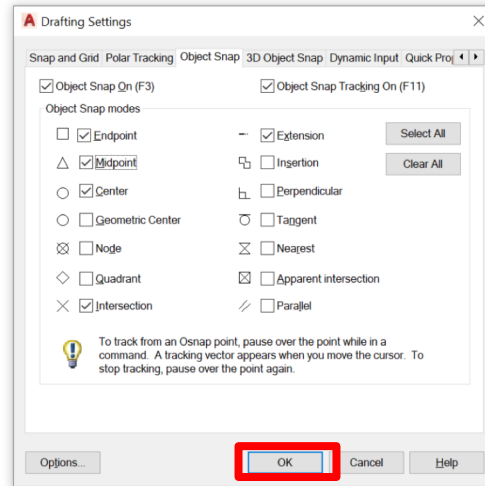 A Drafting Settings
Snap and Grid Polar Tracking Object Snap 3D Object Snap Dynamic Input Quick Prop
Object Snap On (F3) Object Snap Tracking On (F11)
Object Snap modes
Endpoint Extension Select All
Midpoint Insertion Clear All
Center Perpendicular
Geometric Center Tangent
Node Nearest
Quadrant Apparent intersection
Intersection Parallel
To track from an Osnap point, pause over the point while in a
command. A tracking vector appears when you move the cursor. To
stop tracking, pause over the point again.
Options... OK Cancel Help